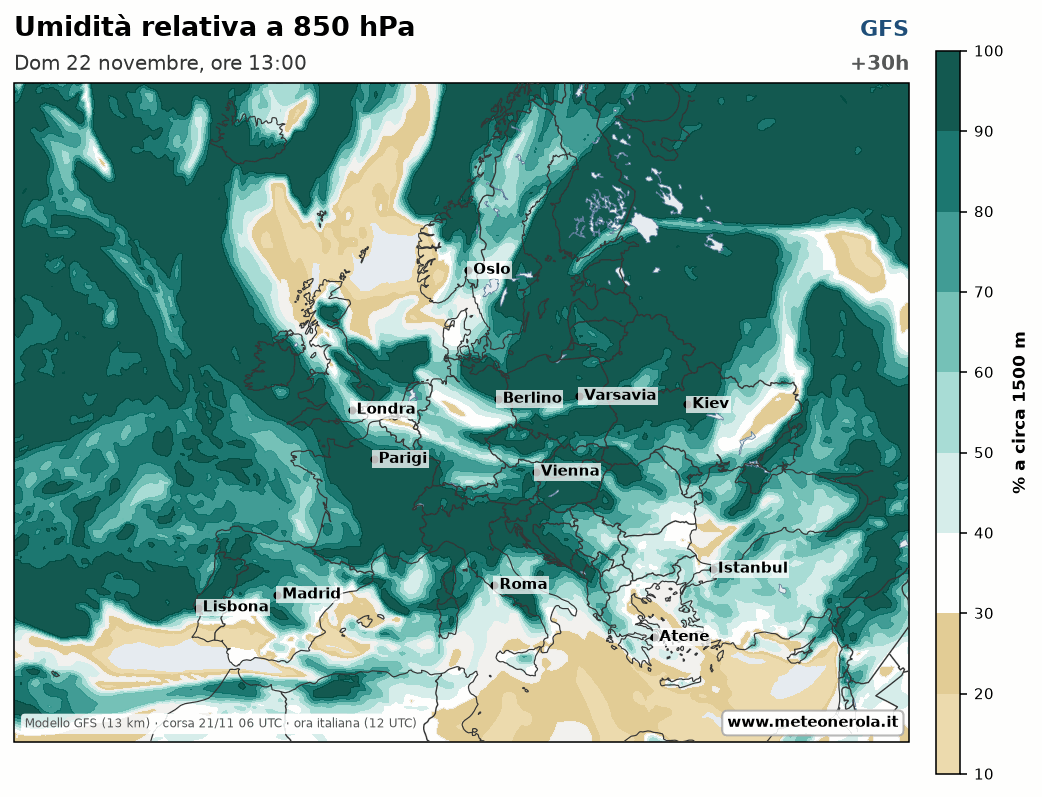 Umidità relativa a 850 hPa
GFS
Dom 22 novembre, ore 13:00
+30h
100
90
80
70
60
50
40
30
20
10
% a circa 1500 m
Oslo
Berlino
Varsavia
Kiev
Londra
Parigi
Vienna
Istanbul
Roma
Madrid
Lisbona
Atene
Modello GFS (13 km) · corsa 21/11 06 UTC · ora italiana (12 UTC)
www.meteonerola.it